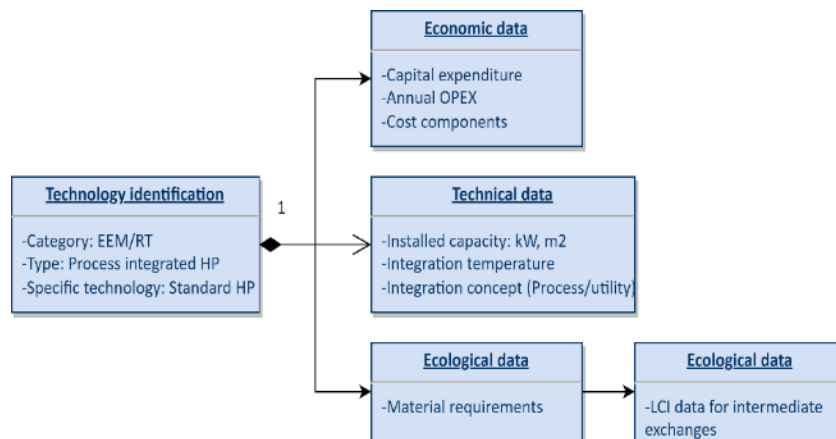 Economic data
-Capital expenditure
-Annual OPEX
-Cost components
Technology identification
-Category: EEM/RT
-Type: Process integrated HP
-Specific technology: Standard HP
1
Technical data
-Installed capacity: kW, m2
-Integration temperature
-Integration concept (Process/utility)
Ecological data
-Material requirements
Ecological data
-LCI data for intermediate
exchanges